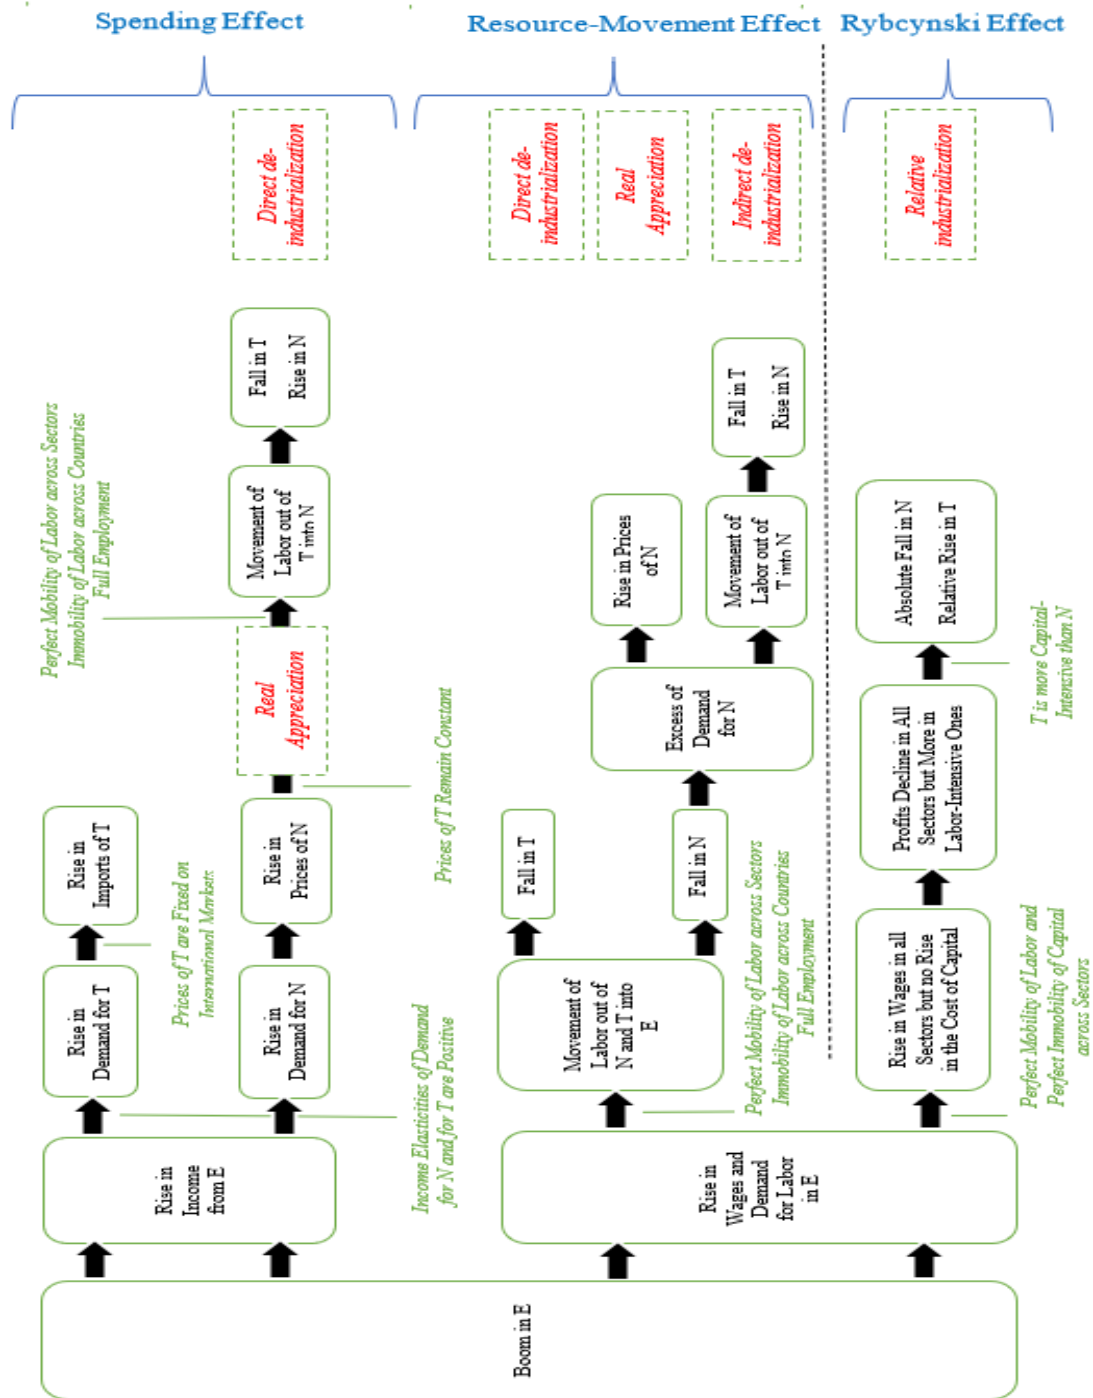 Spending Effect
Resource-Movement Effect
Rybcynski Effect
Direct de-
industrialization
Direct de-
industrialization
Real
Appreciation
Indirect de-
industrialization
Relative
industrialization
Perfect Mobility of Labor across Sectors
Immobility of Labor across Countries
Full Employment
Fall in T
Rise in N
Movement of
Labor out of
T into N
Real
Appreciation
Prices of T Remain Constant
Rise in
Imports of T
Rise in
Prices of N
Prices of T are Fixed on
International Markets
Rise in
Demand for T
Rise in
Demand for N
Income Elasticities of Demand
for N and for T are Positive
Rise in
Income
from E
Fall in T
Rise in N
Rise in Prices
of N
Movement of
Labor out of
T into N
Excess of
Demand
for N
Fall in T
Fall in N
Movement of
Labor out of
N and T into
E
Perfect Mobility of Labor across Sectors
Immobility of Labor across Countries
Full Employment
Absolute Fall in N
Relative Rise in T
T is more Capital-
Intensive than N
Profits Decline in All
Sectors but More in
Labor-Intensive Ones
Rise in Wages in all
Sectors but no Rise
in the Cost of Capital
Perfect Mobility of Labor and
Perfect Immobility of Capital
across Sectors
Rise in
Wages and
Demand
for Labor
in E
Boom in E